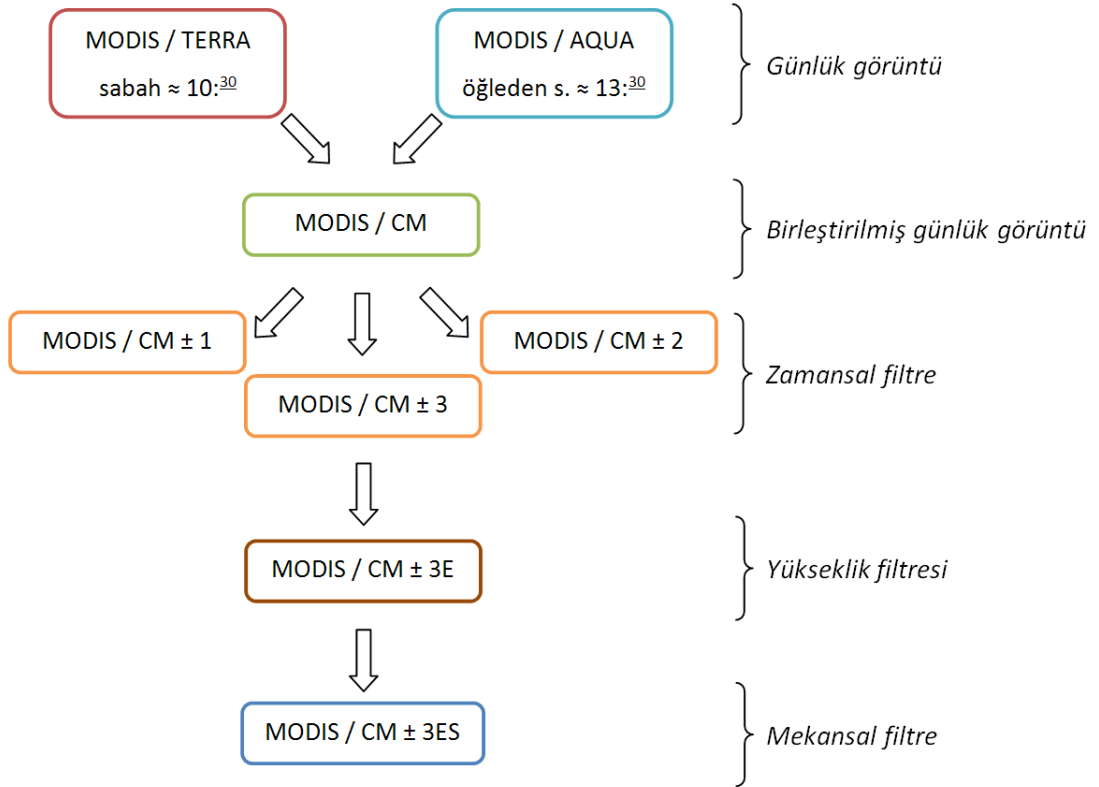 MODIS / TERRA
sabah ≈ 10:30
MODIS / AQUA
öğleden s. ≈ 13:30
Günlük görüntü
MODIS / CM
Birleştirilmiş günlük görüntü
MODIS / CM ± 1
MODIS / CM ± 2
MODIS / CM ± 3
Zamansal filtre
MODIS / CM ± 3E
Yükseklik filtresi
MODIS / CM ± 3ES
Mekansal filtre